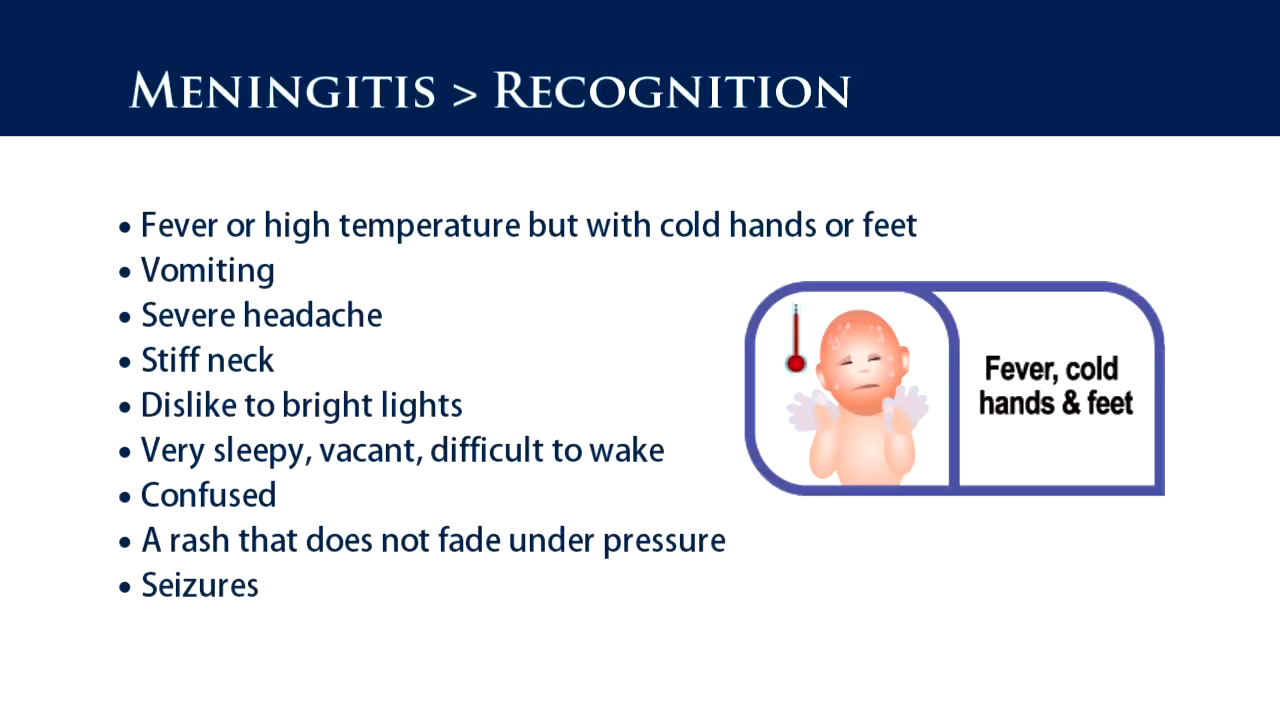 MENINGITIS > RECOGNITION
• Fever or high temperature but with cold hands or feet
• Vomiting
• Severe headache
• Stiff neck
• Dislike to bright lights
• Very sleepy, vacant, difficult to wake
• Confused
• A rash that does not fade under pressure
• Seizures
Fever, cold
hands & feet